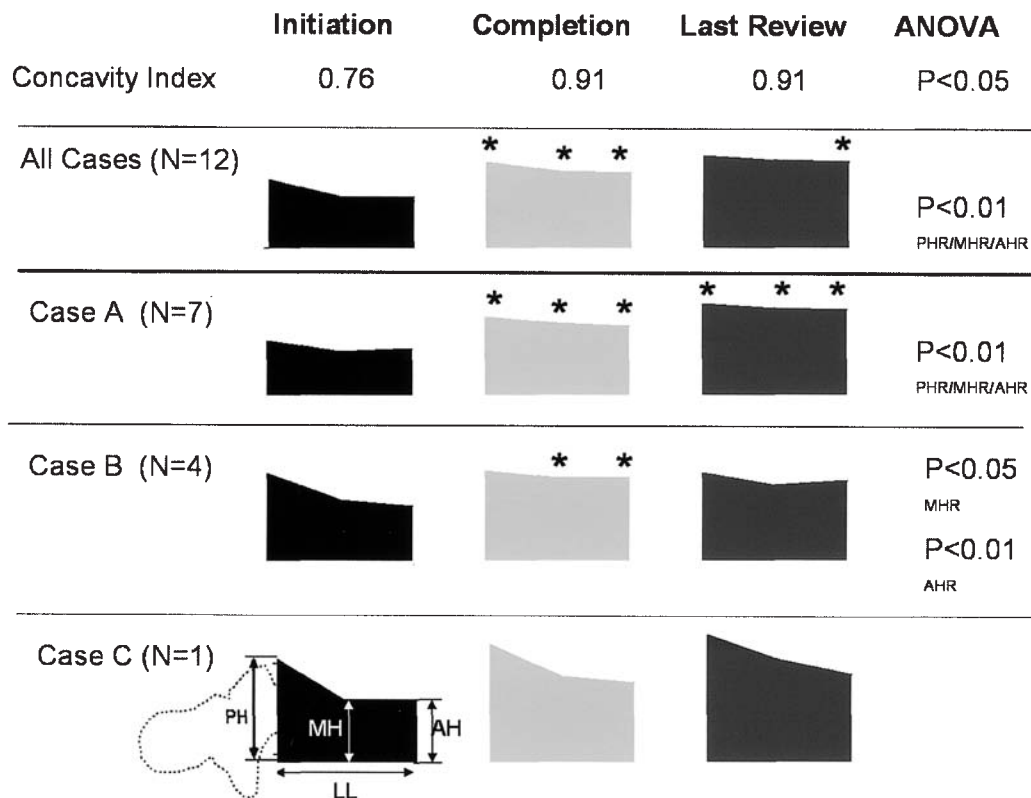 Initiation Completion Last Review ANOVA
Concavity Index 0.76 0.91 0.91 P<0.05
All Cases (N=12) * * * *
P<0.01
PHR/MHR/AHR
Case A (N=7) * * * * * *
P<0.01
PHR/MHR/AHR
Case B (N=4) * * P<0.05
MHR
P<0.01
AHR
Case C (N=1)
PH MH AH
LL